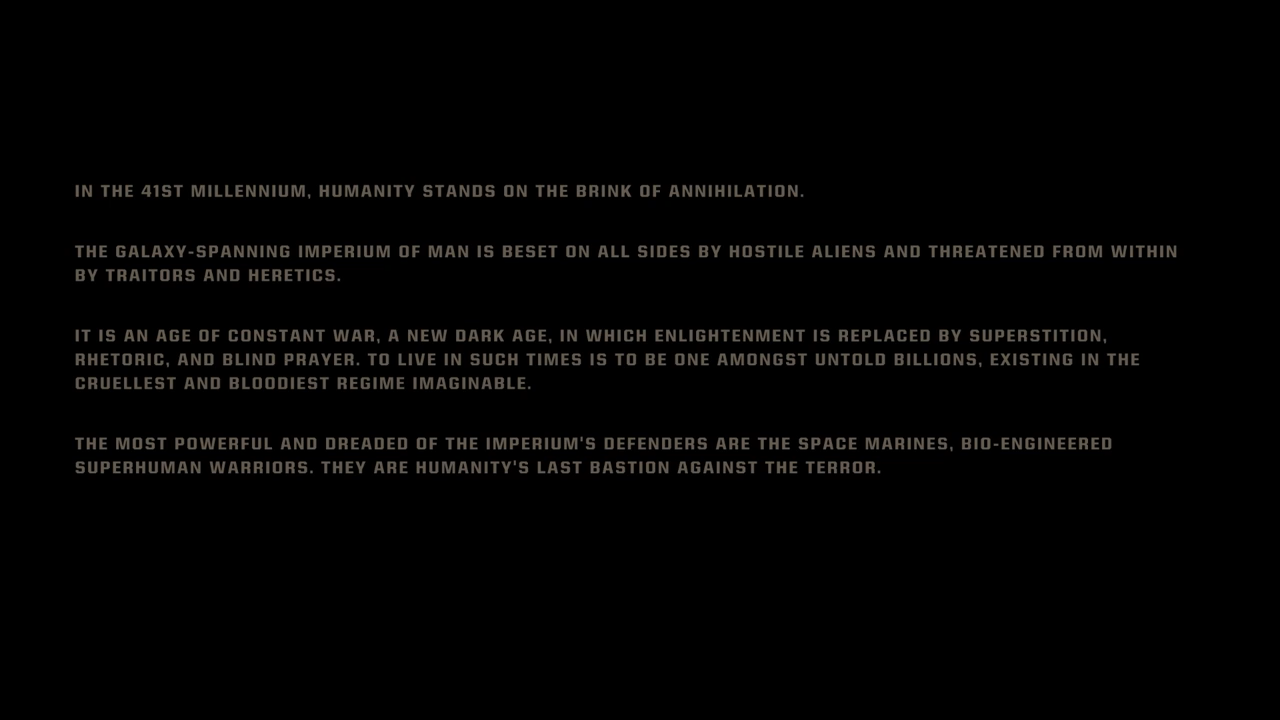 IN THE 41ST MILLENNIUM, HUMANITY STANDS ON THE BRINK OF ANNIHILATION.
THE GALAXY-SPANNING IMPERIUM OF MAN IS BESET ON ALL SIDES BY HOSTILE ALIENS AND THREATENED FROM WITHIN
BY TRAITORS AND HERETICS.
IT IS AN AGE OF CONSTANT WAR, A NEW DARK AGE, IN WHICH ENLIGHTENMENT IS REPLACED BY SUPERSTITION,
RHETORIC, AND BLIND PRAYER. TO LIVE IN SUCH TIMES IS TO BE ONE AMONGST UNTOLD BILLIONS, EXISTING IN THE
CRUELLEST AND BLOODIEST REGIME IMAGINABLE.
THE MOST POWERFUL AND DREADED OF THE IMPERIUM'S DEFENDERS ARE THE SPACE MARINES, BIO-ENGINEERED
SUPERHUMAN WARRIORS. THEY ARE HUMANITY'S LAST BASTION AGAINST THE TERROR.